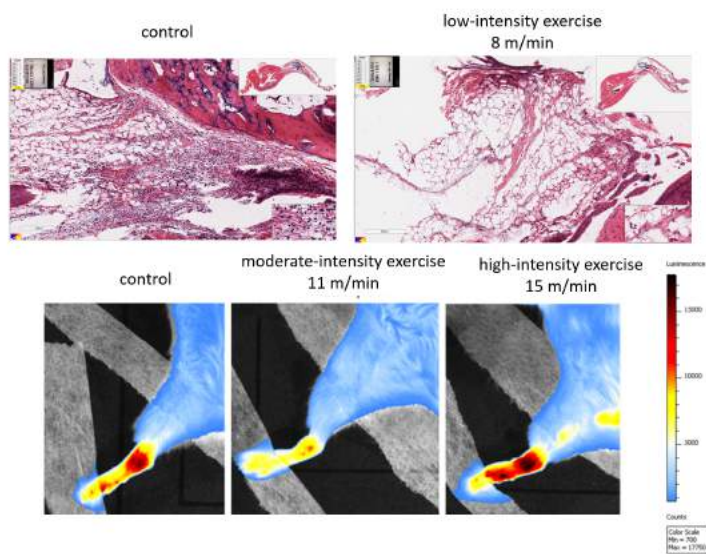 control
low-intensity exercise
8 m/min
control
moderate-intensity exercise
11 m/min
high-intensity exercise
15 m/min
Luminescence
15000
10000
5000
Counts
Color Scale
Min = 700
Max = 17750